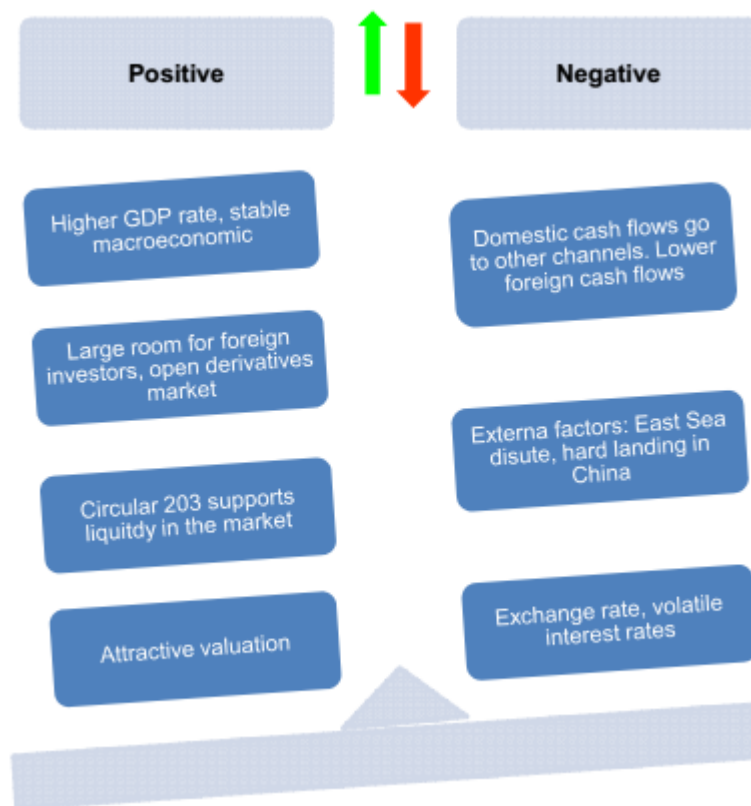 Positive
Negative
Higher GDP rate, stable
macroeconomic
Large room for foreign
investors, open derivatives
market
Circular 203 supports
liquitdy in the market
Attractive valuation
Domestic cash flows go
to other channels. Lower
foreign cash flows
Externa factors: East Sea
disute, hard landing in
China
Exchange rate, volatile
interest rates